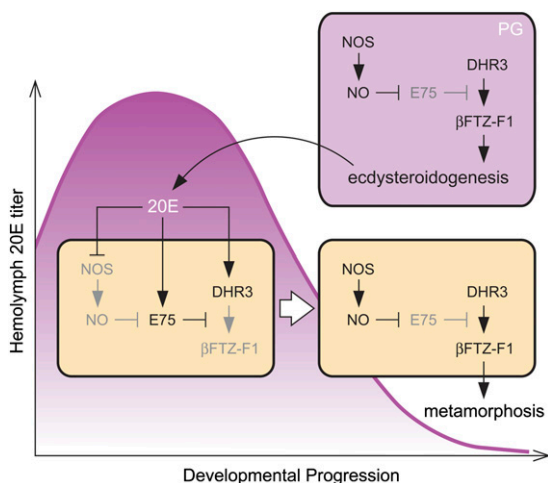 PG
NOS
DHR3
NO
E75
βFTZ-F1
ecdysteroidogenesis
Hemolymph 20E titer
20E
NOS
DHR3
NO
E75
βFTZ-F1
NOS
DHR3
NO
E75
βFTZ-F1
metamorphosis
Developmental Progression